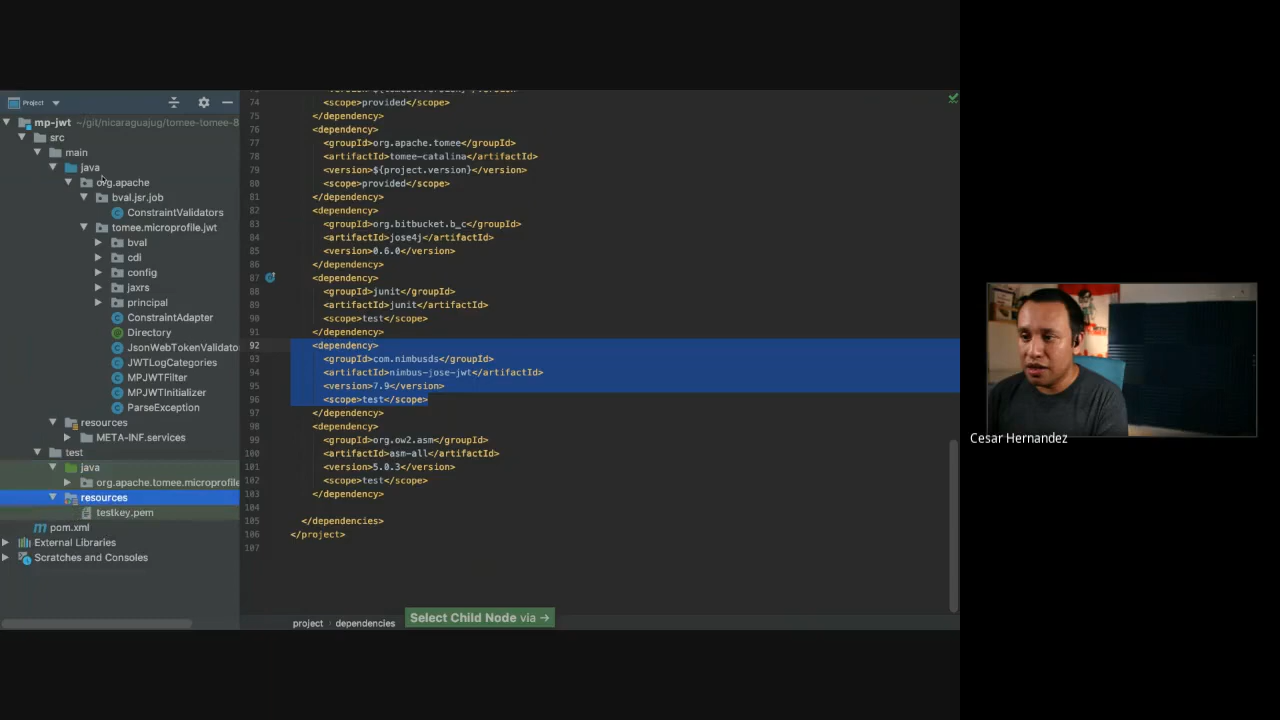 Project
mp-jwt ~/git/nicaraguajug/tomee-tomee-8
src
main
java
org.apache
bval.jsr.job
ConstraintValidators
tomee.microprofile.jwt
bval
cdi
config
jaxrs
principal
ConstraintAdapter
Directory
JsonWebTokenValidato
JWTLogCategories
MPJWTFilter
MPJWTInitializer
ParseException
resources
META-INF.services
test
java
org.apache.tomee.microprofile
resources
testkey.pem
pom.xml
External Libraries
Scratches and Consoles
74 <scope>provided</scope>
75 </dependency>
76 <dependency>
77 <groupId>org.apache.tomee</groupId>
78 <artifactId>tomee-catalina</artifactId>
79 <version>${project.version}</version>
80 <scope>provided</scope>
81 </dependency>
82 <dependency>
83 <groupId>org.bitbucket.b_c</groupId>
84 <artifactId>jose4j</artifactId>
85 <version>0.6.0</version>
86 </dependency>
87 <dependency>
88 <groupId>junit</groupId>
89 <artifactId>junit</artifactId>
90 <scope>test</scope>
91 </dependency>
92 <dependency>
93 <groupId>com.nimbusds</groupId>
94 <artifactId>nimbus-jose-jwt</artifactId>
95 <version>7.9</version>
96 <scope>test</scope>
97 </dependency>
98 <dependency>
99 <groupId>org.ow2.asm</groupId>
100 <artifactId>asm-all</artifactId>
101 <version>5.0.3</version>
102 <scope>test</scope>
103 </dependency>
104
105 </dependencies>
106 </project>
107
project › dependencies
Select Child Node via →
Cesar Hernandez